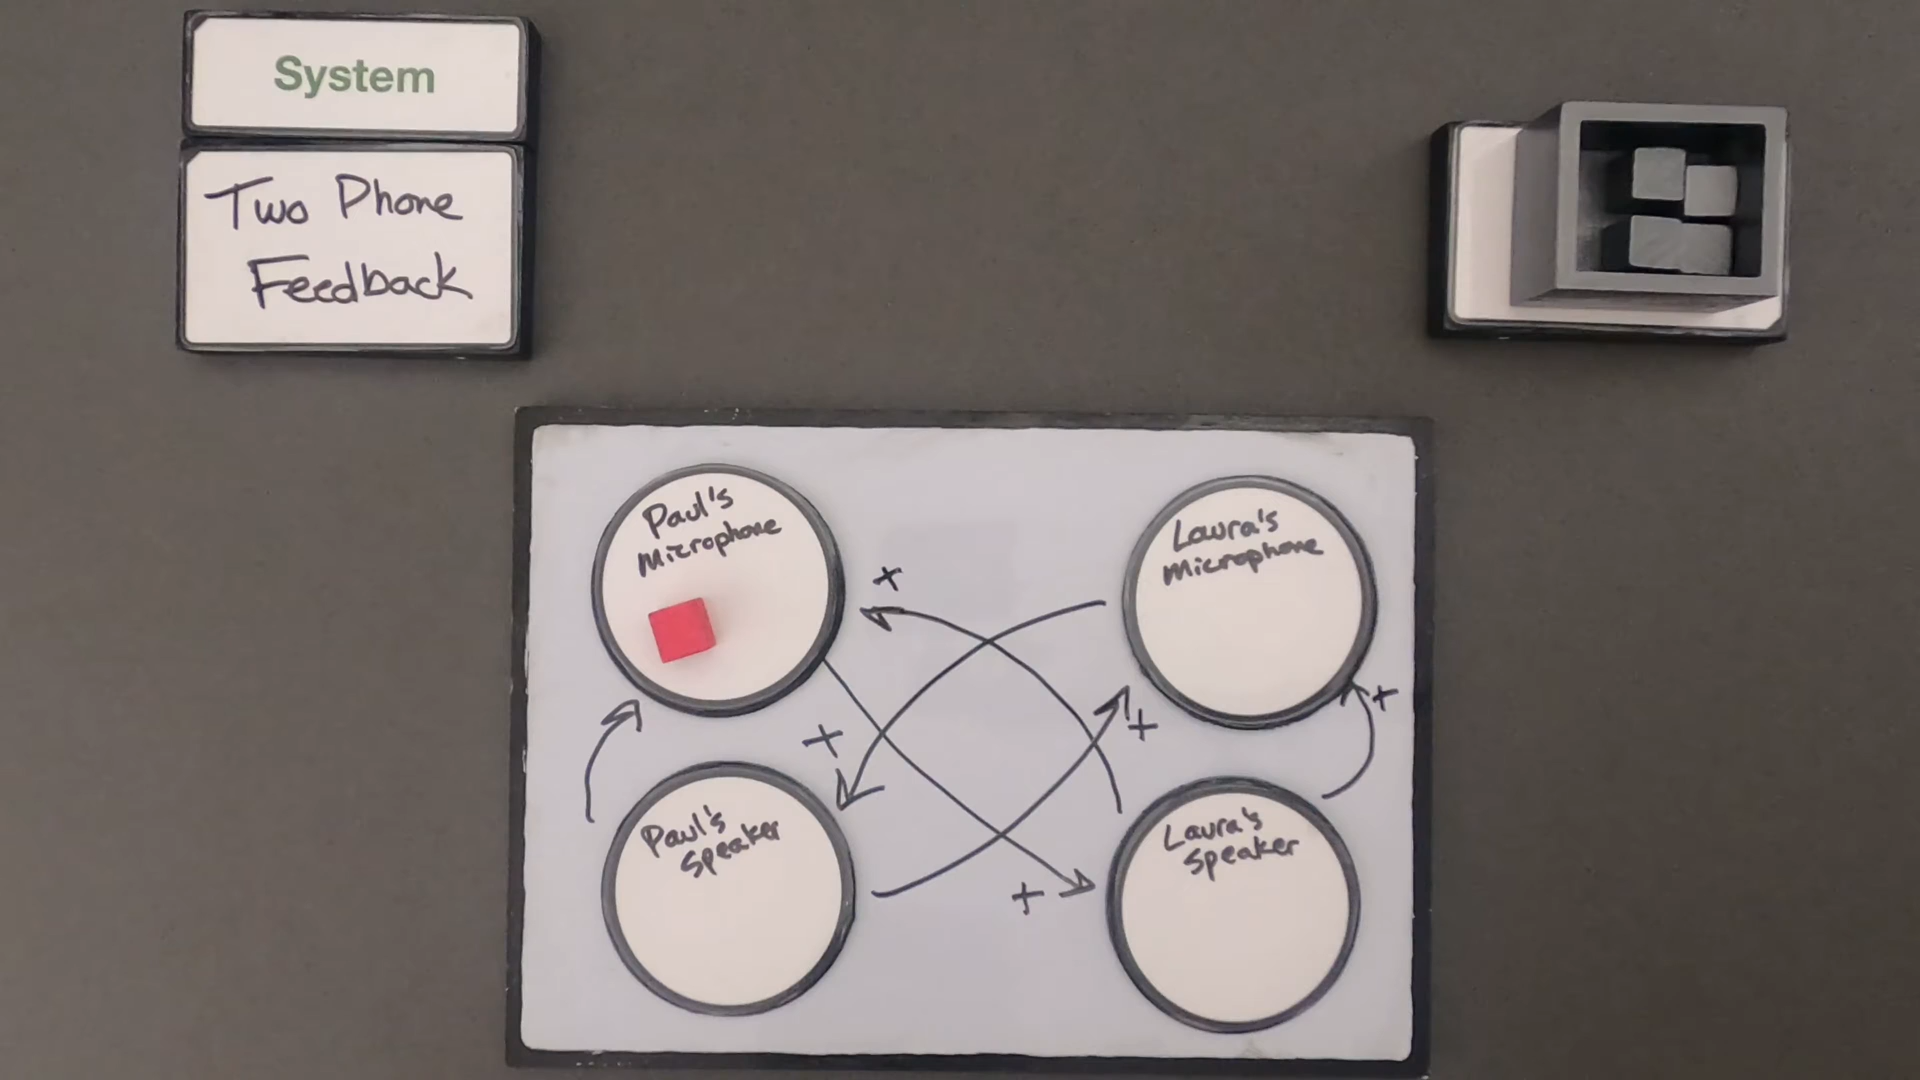 System
Two Phone
Feedback
Paul's
Microphone
Laura's
Microphone
+
+
+
+
Paul's
Speaker
Laura's
Speaker
+